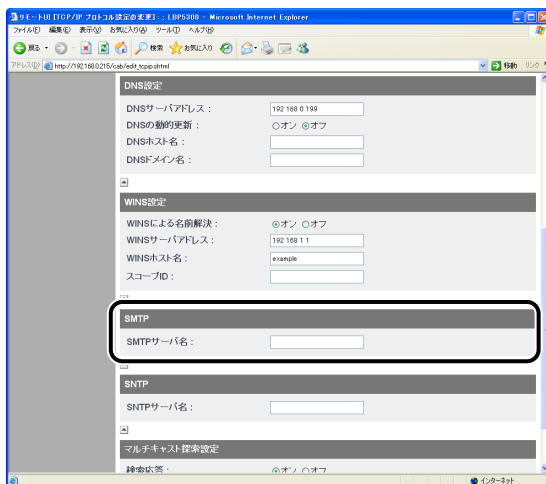 リモートUI [TCP/IP プロトコル設定の変更] : ; LBP5300 - Microsoft Internet Explorer
ファイル(F) 編集(E) 表示(V) お気に入り(A) ツール(T) ヘルプ(H)
戻る 検索 お気に入り
アドレス(D) http://192.168.0.215/cab/edit_tcpip.shtml 移動 リンク
DNS設定
DNSサーバアドレス : 192.168.0.199
DNSの動的更新 : オン オフ
DNSホスト名 :
DNSドメイン名 :
WINS設定
WINSによる名前解決 : オン オフ
WINSサーバアドレス : 192.168.1.1
WINSホスト名 : example
スコープID :
SMTP
SMTPサーバ名 :
SNTP
SNTPサーバ名 :
マルチキャスト探索設定
検索応答 : オン オフ
インターネット